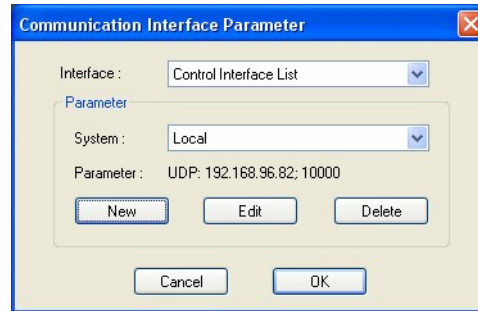 Communication Interface Parameter
Interface : Control Interface List
Parameter
System : Local
Parameter : UDP: 192.168.96.82; 10000
New Edit Delete
Cancel OK